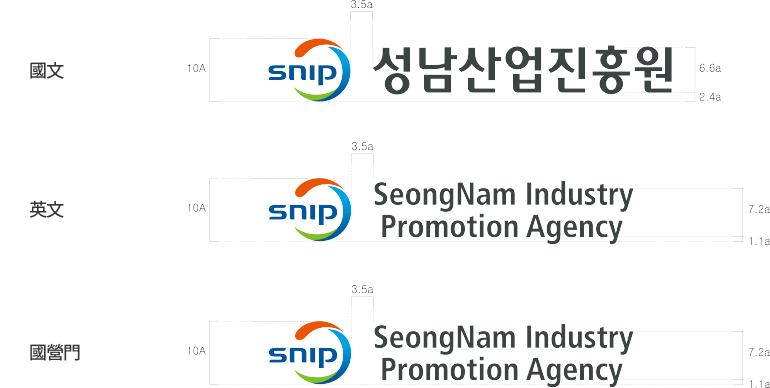 3.5a
國文
10A
snip
성남산업진흥원
6.6a
2.4a
3.5a
英文
10A
snip
SeongNam Industry
Promotion Agency
7.2a
1.1a
3.5a
國營門
10A
snip
SeongNam Industry
Promotion Agency
7.2a
1.1a